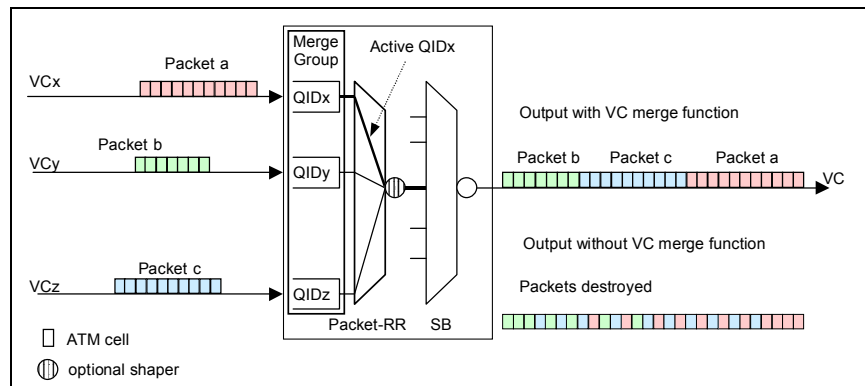 Merge
Group
Active QIDx
Packet a
VCx
QIDx
Output with VC merge function
Packet b
Packet b
Packet c
Packet a
VCy
QIDy
VC
Output without VC merge function
Packet c
VCz
QIDz
Packets destroyed
Packet-RR
SB
ATM cell
optional shaper